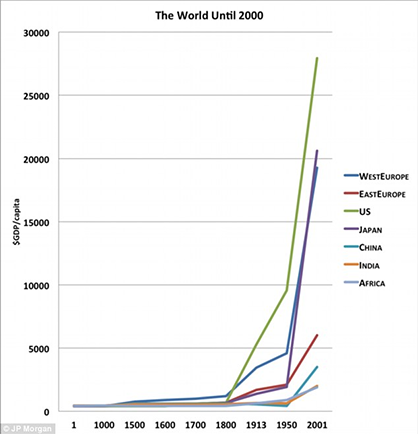 The World Until 2000
30000
25000
20000
15000
10000
5000
0
$GDP/capita
1 1000 1500 1600 1700 1800 1913 1950 2001
WestEurope
EastEurope
US
Japan
China
India
Africa
© JP Morgan